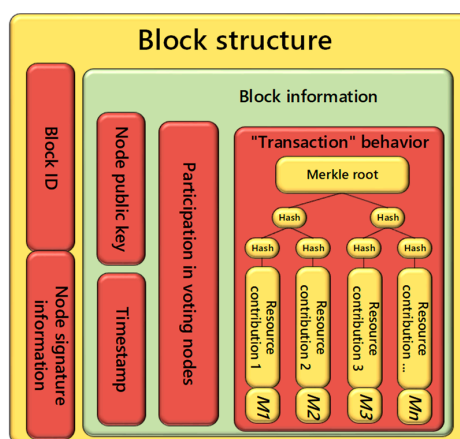 Block structure
Block ID
Node signature
information
Block information
Node public key
Timestamp
Participation in voting nodes
"Transaction" behavior
Merkle root
Hash
Hash
Hash
Hash
Hash
Hash
Resource
contribution 1
Resource
contribution 2
Resource
contribution 3
Resource
contribution ...
M1
M2
M3
Mn